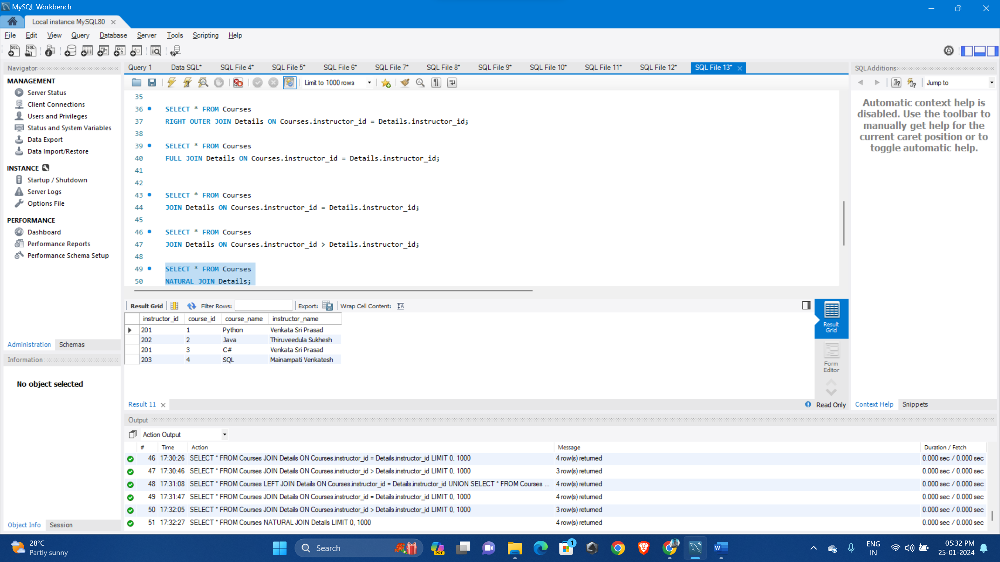 MySQL Workbench
Local instance MySQL80
File Edit View Query Database Server Tools Scripting Help
Navigator
MANAGEMENT
Server Status
Client Connections
Users and Privileges
Status and System Variables
Data Export
Data Import/Restore
INSTANCE
Startup / Shutdown
Server Logs
Options File
PERFORMANCE
Dashboard
Performance Reports
Performance Schema Setup
Administration Schemas
Information
No object selected
Object Info Session
Query 1 Data SQL* SQL File 4* SQL File 5* SQL File 6* SQL File 7* SQL File 8* SQL File 9* SQL File 10* SQL File 11* SQL File 12* SQL File 13*
Limit to 1000 rows
35
36 SELECT * FROM Courses
37 RIGHT OUTER JOIN Details ON Courses.instructor_id = Details.instructor_id;
38
39 SELECT * FROM Courses
40 FULL JOIN Details ON Courses.instructor_id = Details.instructor_id;
41
42
43 SELECT * FROM Courses
44 JOIN Details ON Courses.instructor_id = Details.instructor_id;
45
46 SELECT * FROM Courses
47 JOIN Details ON Courses.instructor_id > Details.instructor_id;
48
49 SELECT * FROM Courses
50 NATURAL JOIN Details;
Result Grid Filter Rows: Export: Wrap Cell Content:
instructor_id course_id course_name instructor_name
201 1 Python Venkata Sri Prasad
202 2 Java Thiruveedula Sukhesh
201 3 C# Venkata Sri Prasad
203 4 SQL Mainampati Venkatesh
Result
Grid
Form
Editor
Result 11
Read Only
SQLAdditions
Jump to
Automatic context help is
disabled. Use the toolbar to
manually get help for the
current caret position or to
toggle automatic help.
Context Help Snippets
Output
Action Output
# Time Action Message Duration / Fetch
46 17:30:26 SELECT * FROM Courses JOIN Details ON Courses.instructor_id = Details.instructor_id LIMIT 0, 1000 4 row(s) returned 0.000 sec / 0.000 sec
47 17:30:46 SELECT * FROM Courses JOIN Details ON Courses.instructor_id > Details.instructor_id LIMIT 0, 1000 3 row(s) returned 0.000 sec / 0.000 sec
48 17:31:08 SELECT * FROM Courses LEFT JOIN Details ON Courses.instructor_id = Details.instructor_id UNION SELECT * FROM Courses ... 4 row(s) returned 0.000 sec / 0.000 sec
49 17:31:47 SELECT * FROM Courses JOIN Details ON Courses.instructor_id = Details.instructor_id LIMIT 0, 1000 4 row(s) returned 0.000 sec / 0.000 sec
50 17:32:05 SELECT * FROM Courses JOIN Details ON Courses.instructor_id > Details.instructor_id LIMIT 0, 1000 3 row(s) returned 0.000 sec / 0.000 sec
51 17:32:27 SELECT * FROM Courses NATURAL JOIN Details LIMIT 0, 1000 4 row(s) returned 0.000 sec / 0.000 sec
28°C
Partly sunny
Search
PRE
1
ENG
IN
05:32 PM
25-01-2024